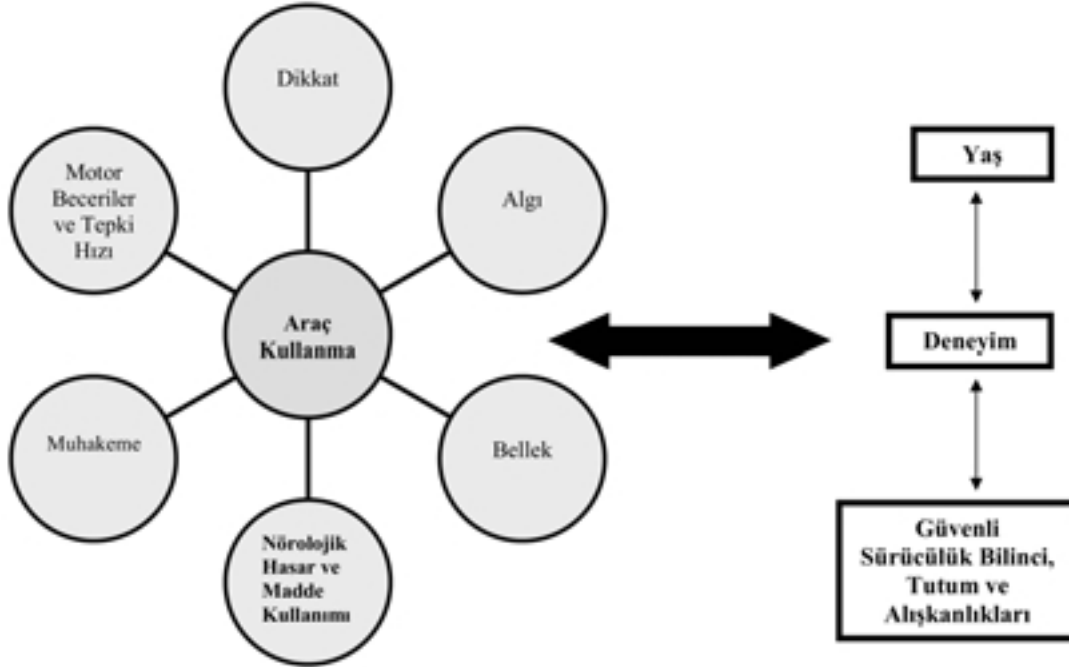 Dikkat
Algı
Bellek
Nörolojik
Hasar ve
Madde
Kullanımı
Muhakeme
Motor
Beceriler
ve Tepki
Hızı
Araç
Kullanma
Yaş
Deneyim
Güvenli
Sürücülük Bilinci,
Tutum ve
Alışkanlıkları